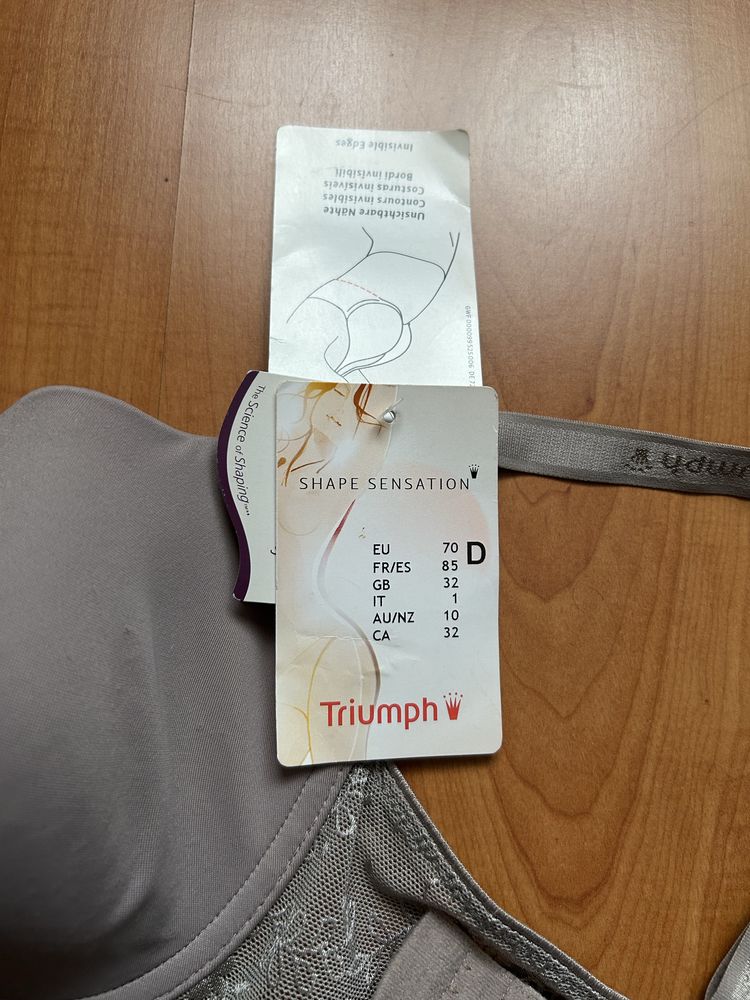 Invisible Edges
Bordi invisibili
Costuras invisíveis
Contours invisibles
Unsichtbare Nähte
The Science of Shaping
SHAPE SENSATION
EU 70 D
FR/ES 85
GB 32
IT 1
AU/NZ 10
CA 32
Triumph